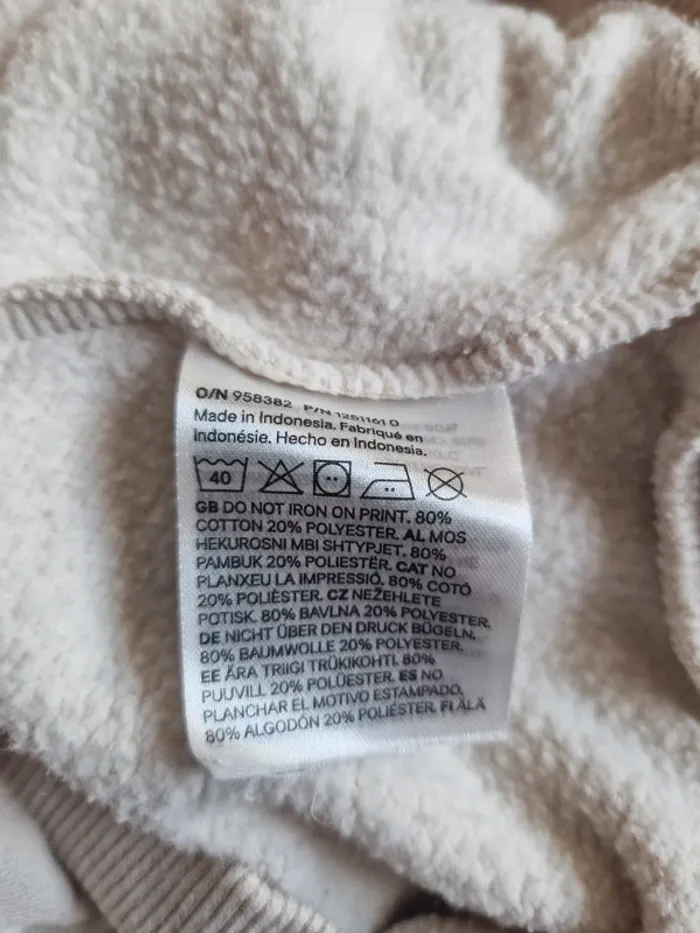 O/N 958382 P/N 1251161 0
Made in Indonesia. Fabriqué en
Indonésie. Hecho en Indonesia.
40
GB DO NOT IRON ON PRINT. 80%
COTTON 20% POLYESTER. AL MOS
HEKUROSNI MBI SHTYPJET. 80%
PAMBUK 20% POLIESTËR. CAT NO
PLANXEU LA IMPRESSIÓ. 80% COTÓ
20% POLIÈSTER. CZ NEŽEHLETE
POTISK. 80% BAVLNA 20% POLYESTER.
DE NICHT ÜBER DEN DRUCK BÜGELN.
80% BAUMWOLLE 20% POLYESTER.
EE ÄRA TRIIGI TRÜKIKOHTI. 80%
PUUVILL 20% POLÜESTER. ES NO
PLANCHAR EL MOTIVO ESTAMPADO.
80% ALGODÓN 20% POLIÉSTER. FI ÄLÄ